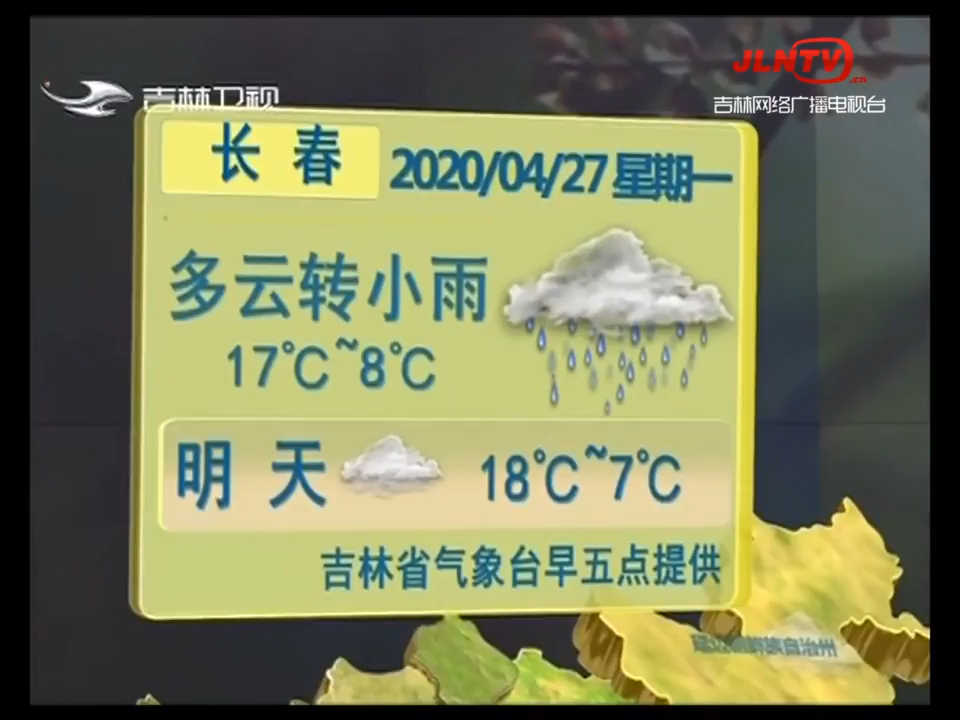 JLNTV.cn
吉林卫视
吉林网络广播电视台
长春
2020/04/27 星期一
多云转小雨
17℃~8℃
明天 18℃~7℃
吉林省气象台早五点提供